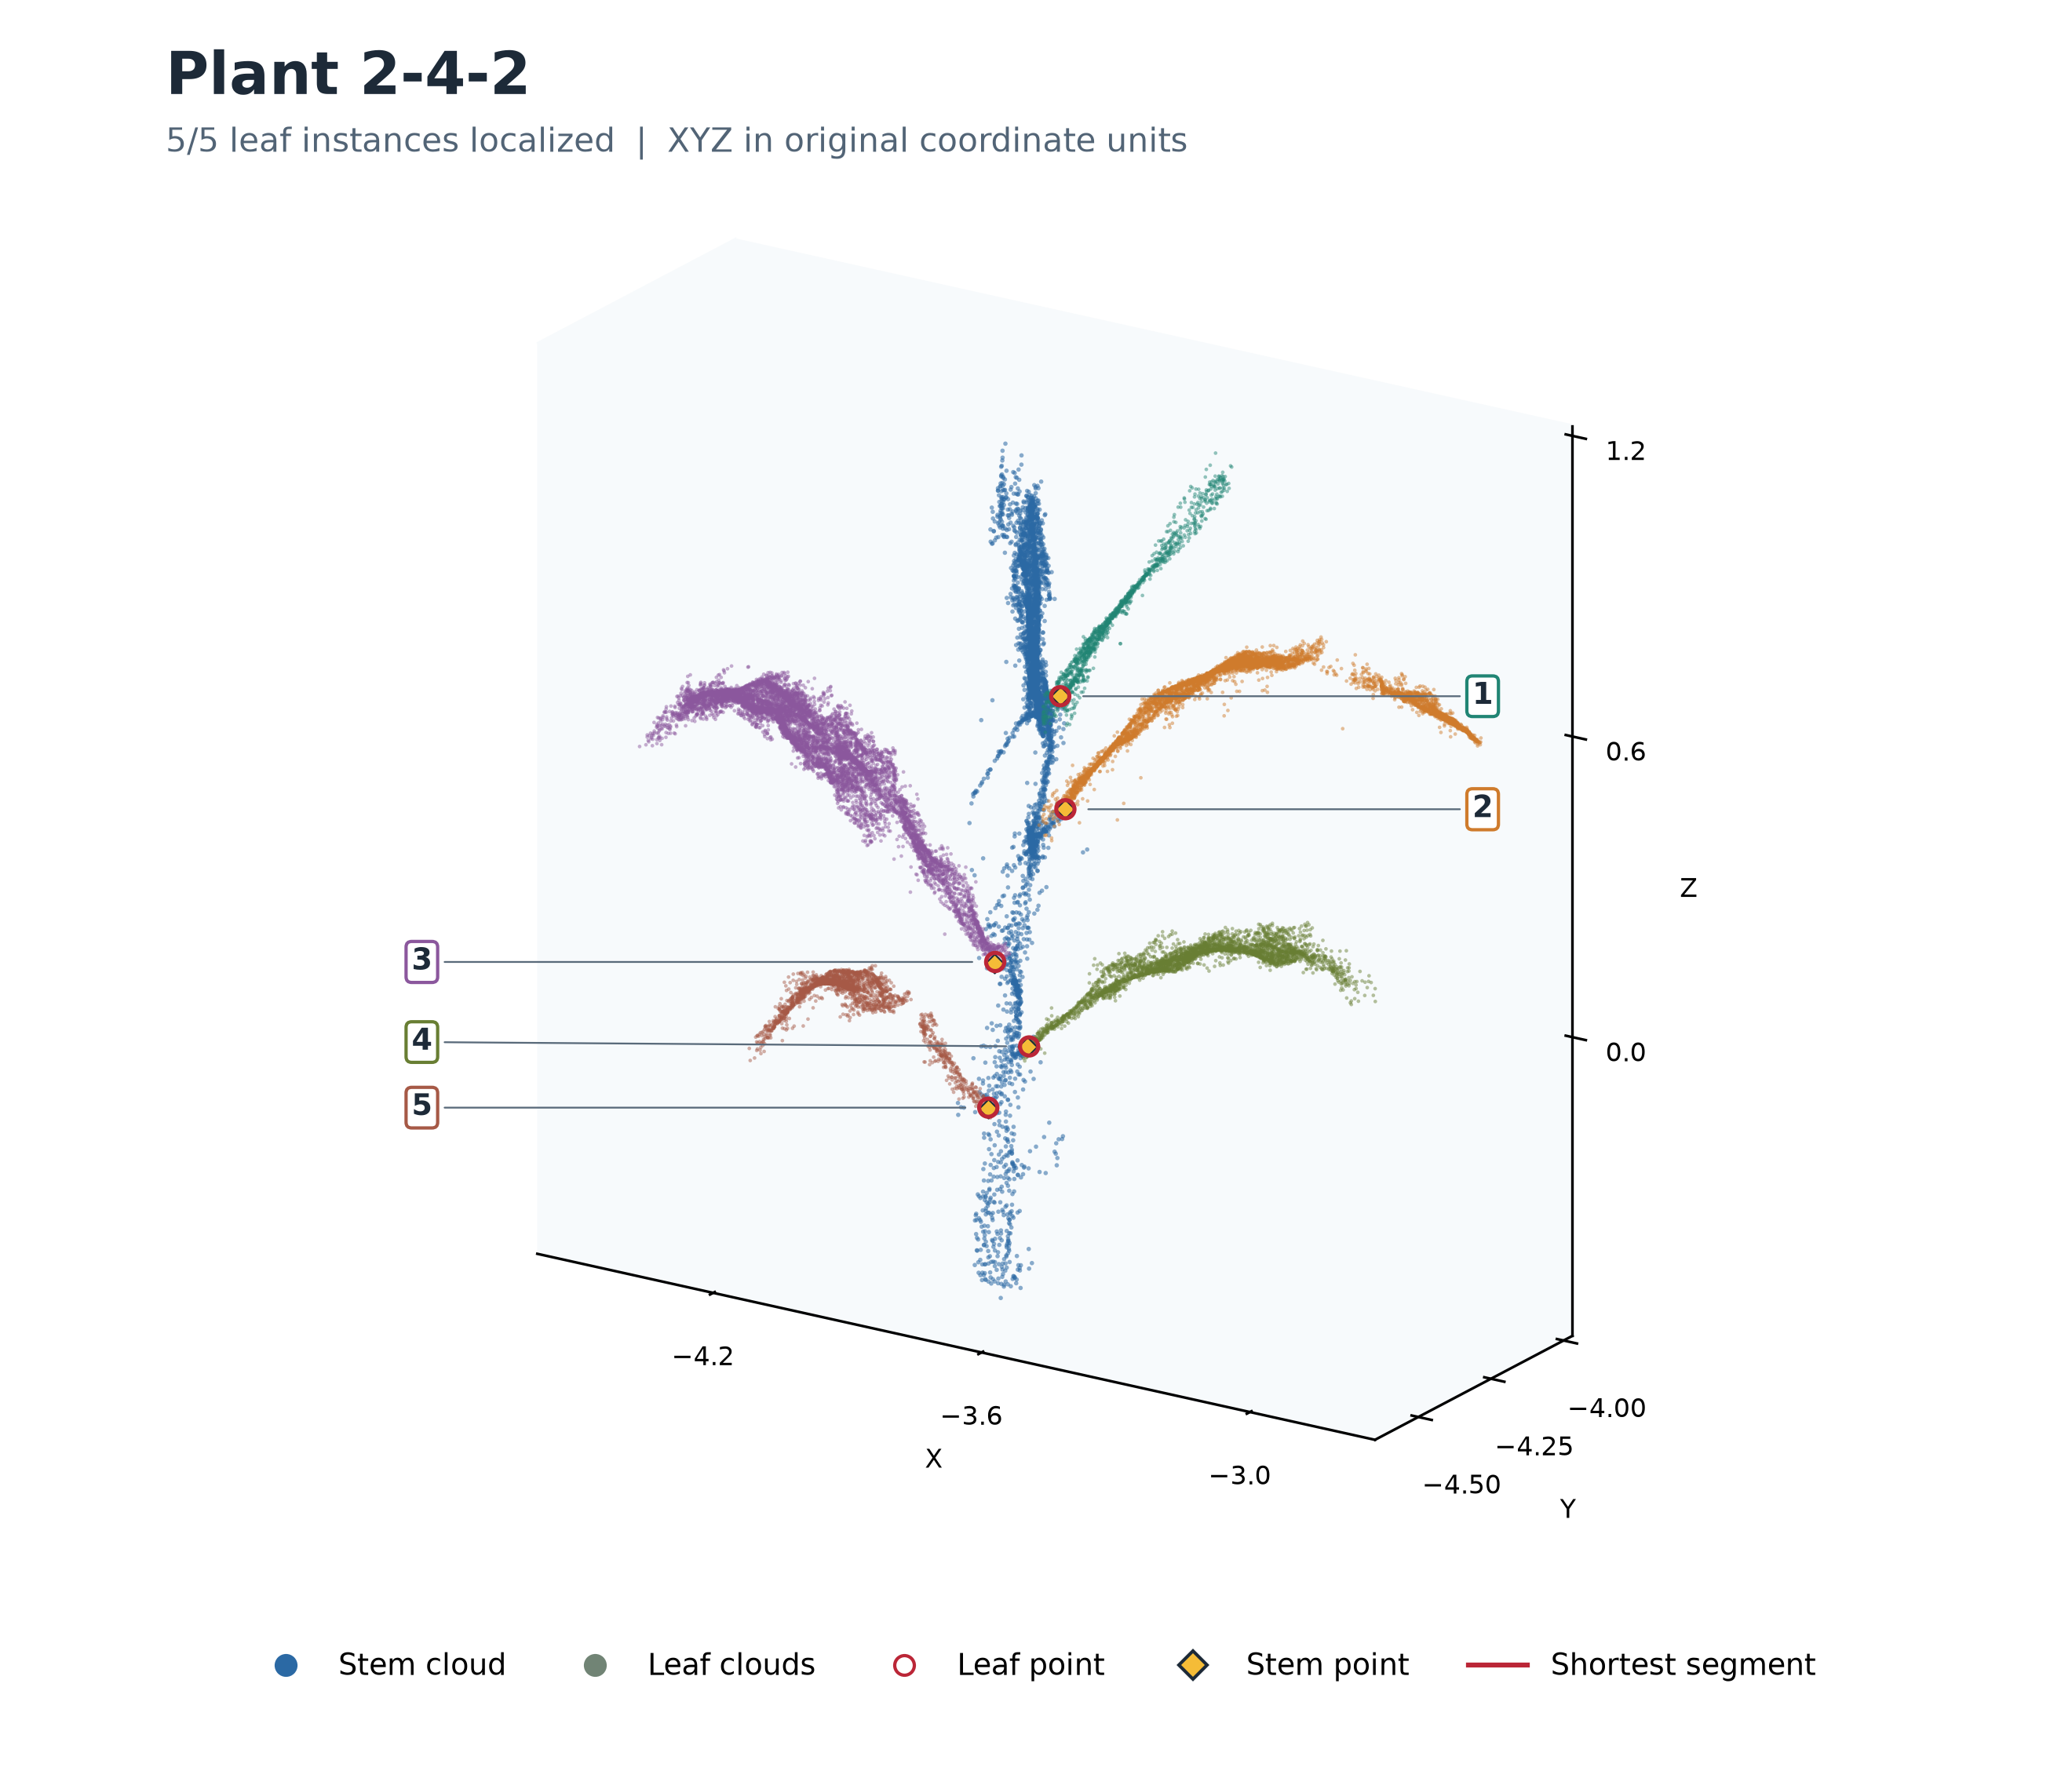 Plant 2-4-2
5/5 leaf instances localized | XYZ in original coordinate units
1.2
1
0.6
2
Z
3
4
0.0
5
−4.2
−3.6
−4.00
−4.25
X
−3.0
−4.50
Y
Stem cloud
Leaf clouds
Leaf point
Stem point
Shortest segment